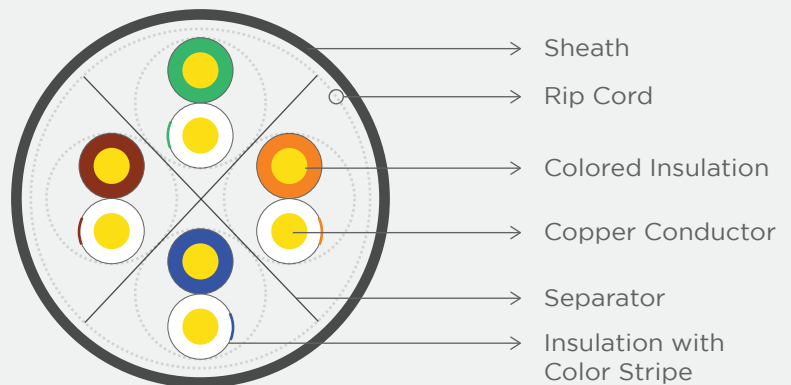 Sheath
Rip Cord
Colored Insulation
Copper Conductor
Separator
Insulation with
Color Stripe